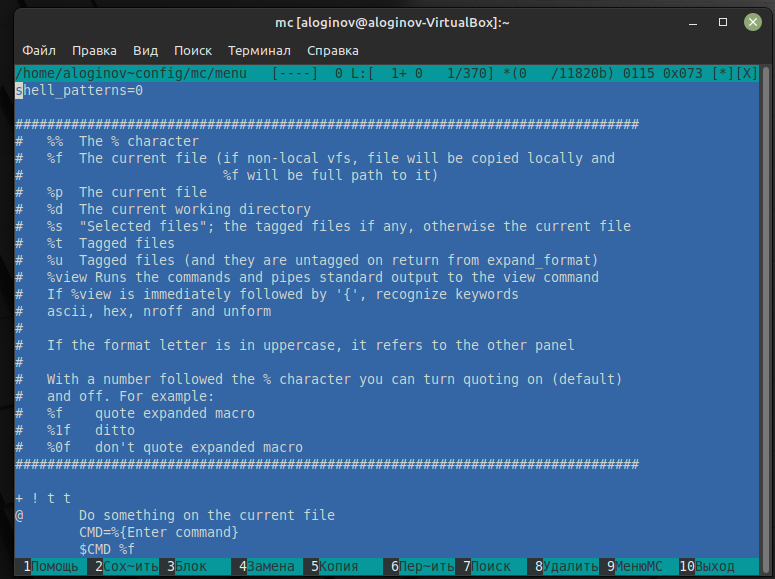 mc [aloginov@aloginov-VirtualBox]:~
Файл Правка Вид Поиск Терминал Справка
/home/aloginov~config/mc/menu   [----]  0 L:[  1+ 0   1/370] *(0   /11820b) 0115 0x073 [*][X]
shell_patterns=0
##############################################################################
#   %%  The % character
#   %f  The current file (if non-local vfs, file will be copied locally and
#                         %f will be full path to it)
#   %p  The current file
#   %d  The current working directory
#   %s  "Selected files"; the tagged files if any, otherwise the current file
#   %t  Tagged files
#   %u  Tagged files (and they are untagged on return from expand_format)
#   %view Runs the commands and pipes standard output to the view command
#   If %view is immediately followed by '{', recognize keywords
#   ascii, hex, nroff and unform
#
#   If the format letter is in uppercase, it refers to the other panel
#
#   With a number followed the % character you can turn quoting on (default)
#   and off. For example:
#   %f    quote expanded macro
#   %1f   ditto
#   %0f   don't quote expanded macro
##############################################################################
+ ! t t
@       Do something on the current file
        CMD=%{Enter command}
        $CMD %f
1Помощь 2Сох~ить 3Блок 4Замена 5Копия 6Пер~ить 7Поиск 8Удалить 9МенюМС 10Выход